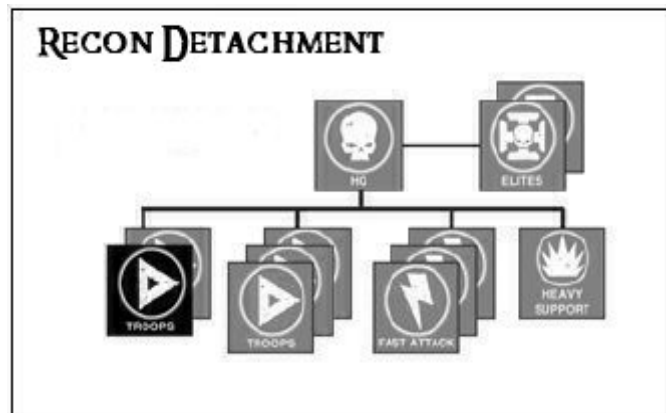 RECON DETACHMENT
HQ
ELITES
TROOPS
TROOPS
FAST ATTACK
HEAVY
SUPPORT